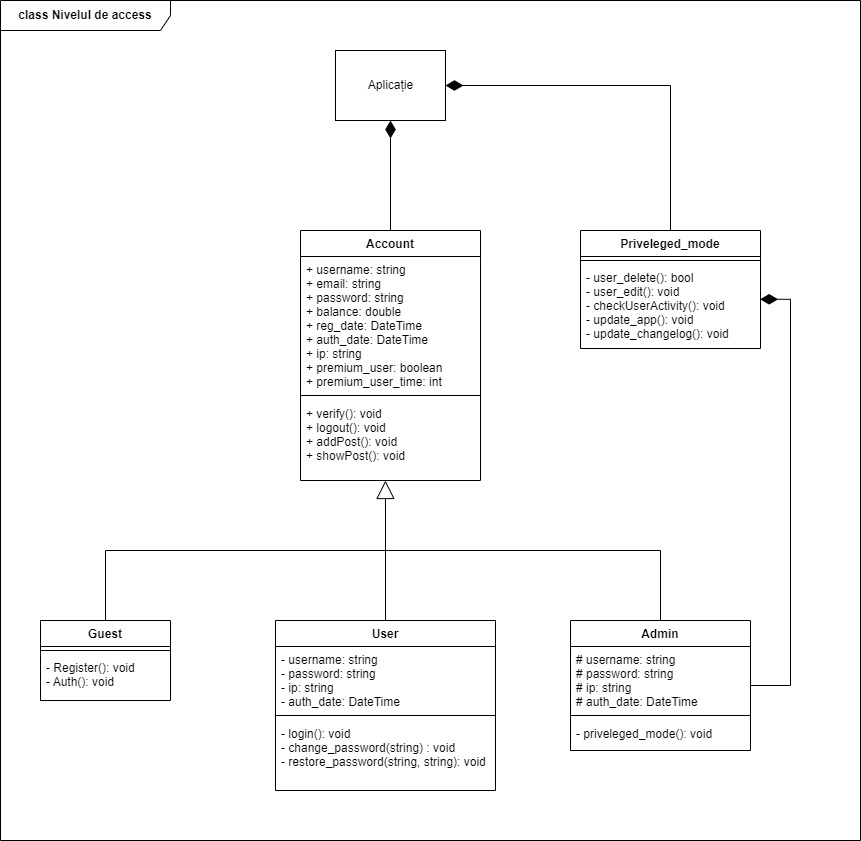 class Nivelul de access
Aplicație
Account
+ username: string
+ email: string
+ password: string
+ balance: double
+ reg_date: DateTime
+ auth_date: DateTime
+ ip: string
+ premium_user: boolean
+ premium_user_time: int
+ verify(): void
+ logout(): void
+ addPost(): void
+ showPost(): void
Priveleged_mode
- user_delete(): bool
- user_edit(): void
- checkUserActivity(): void
- update_app(): void
- update_changelog(): void
Guest
- Register(): void
- Auth(): void
User
- username: string
- password: string
- ip: string
- auth_date: DateTime
- login(): void
- change_password(string) : void
- restore_password(string, string): void
Admin
# username: string
# password: string
# ip: string
# auth_date: DateTime
- priveleged_mode(): void